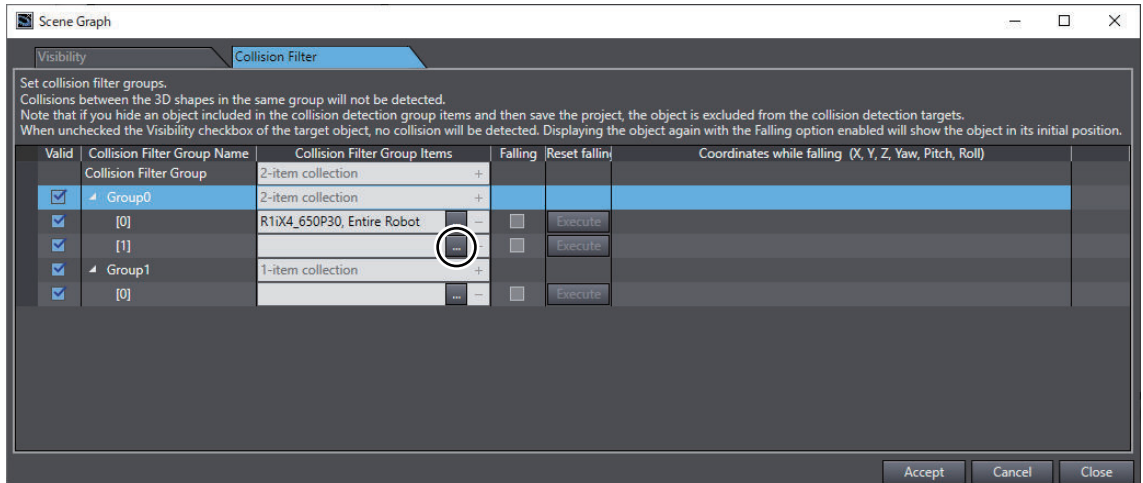 Scene Graph
Visibility
Collision Filter
Set collision filter groups.
Collisions between the 3D shapes in the same group will not be detected.
Note that if you hide an object included in the collision detection group items and then save the project, the object is excluded from the collision detection targets.
When unchecked the Visibility checkbox of the target object, no collision will be detected. Displaying the object again with the Falling option enabled will show the object in its initial position.
Valid Collision Filter Group Name Collision Filter Group Items Falling Reset falling Coordinates while falling (X, Y, Z, Yaw, Pitch, Roll)
Collision Filter Group 2-item collection +
Group0 2-item collection +
[0] R1iX4_650P30, Entire Robot ... − Execute
[1] ... − Execute
Group1 1-item collection +
[0] ... − Execute
Accept Cancel Close